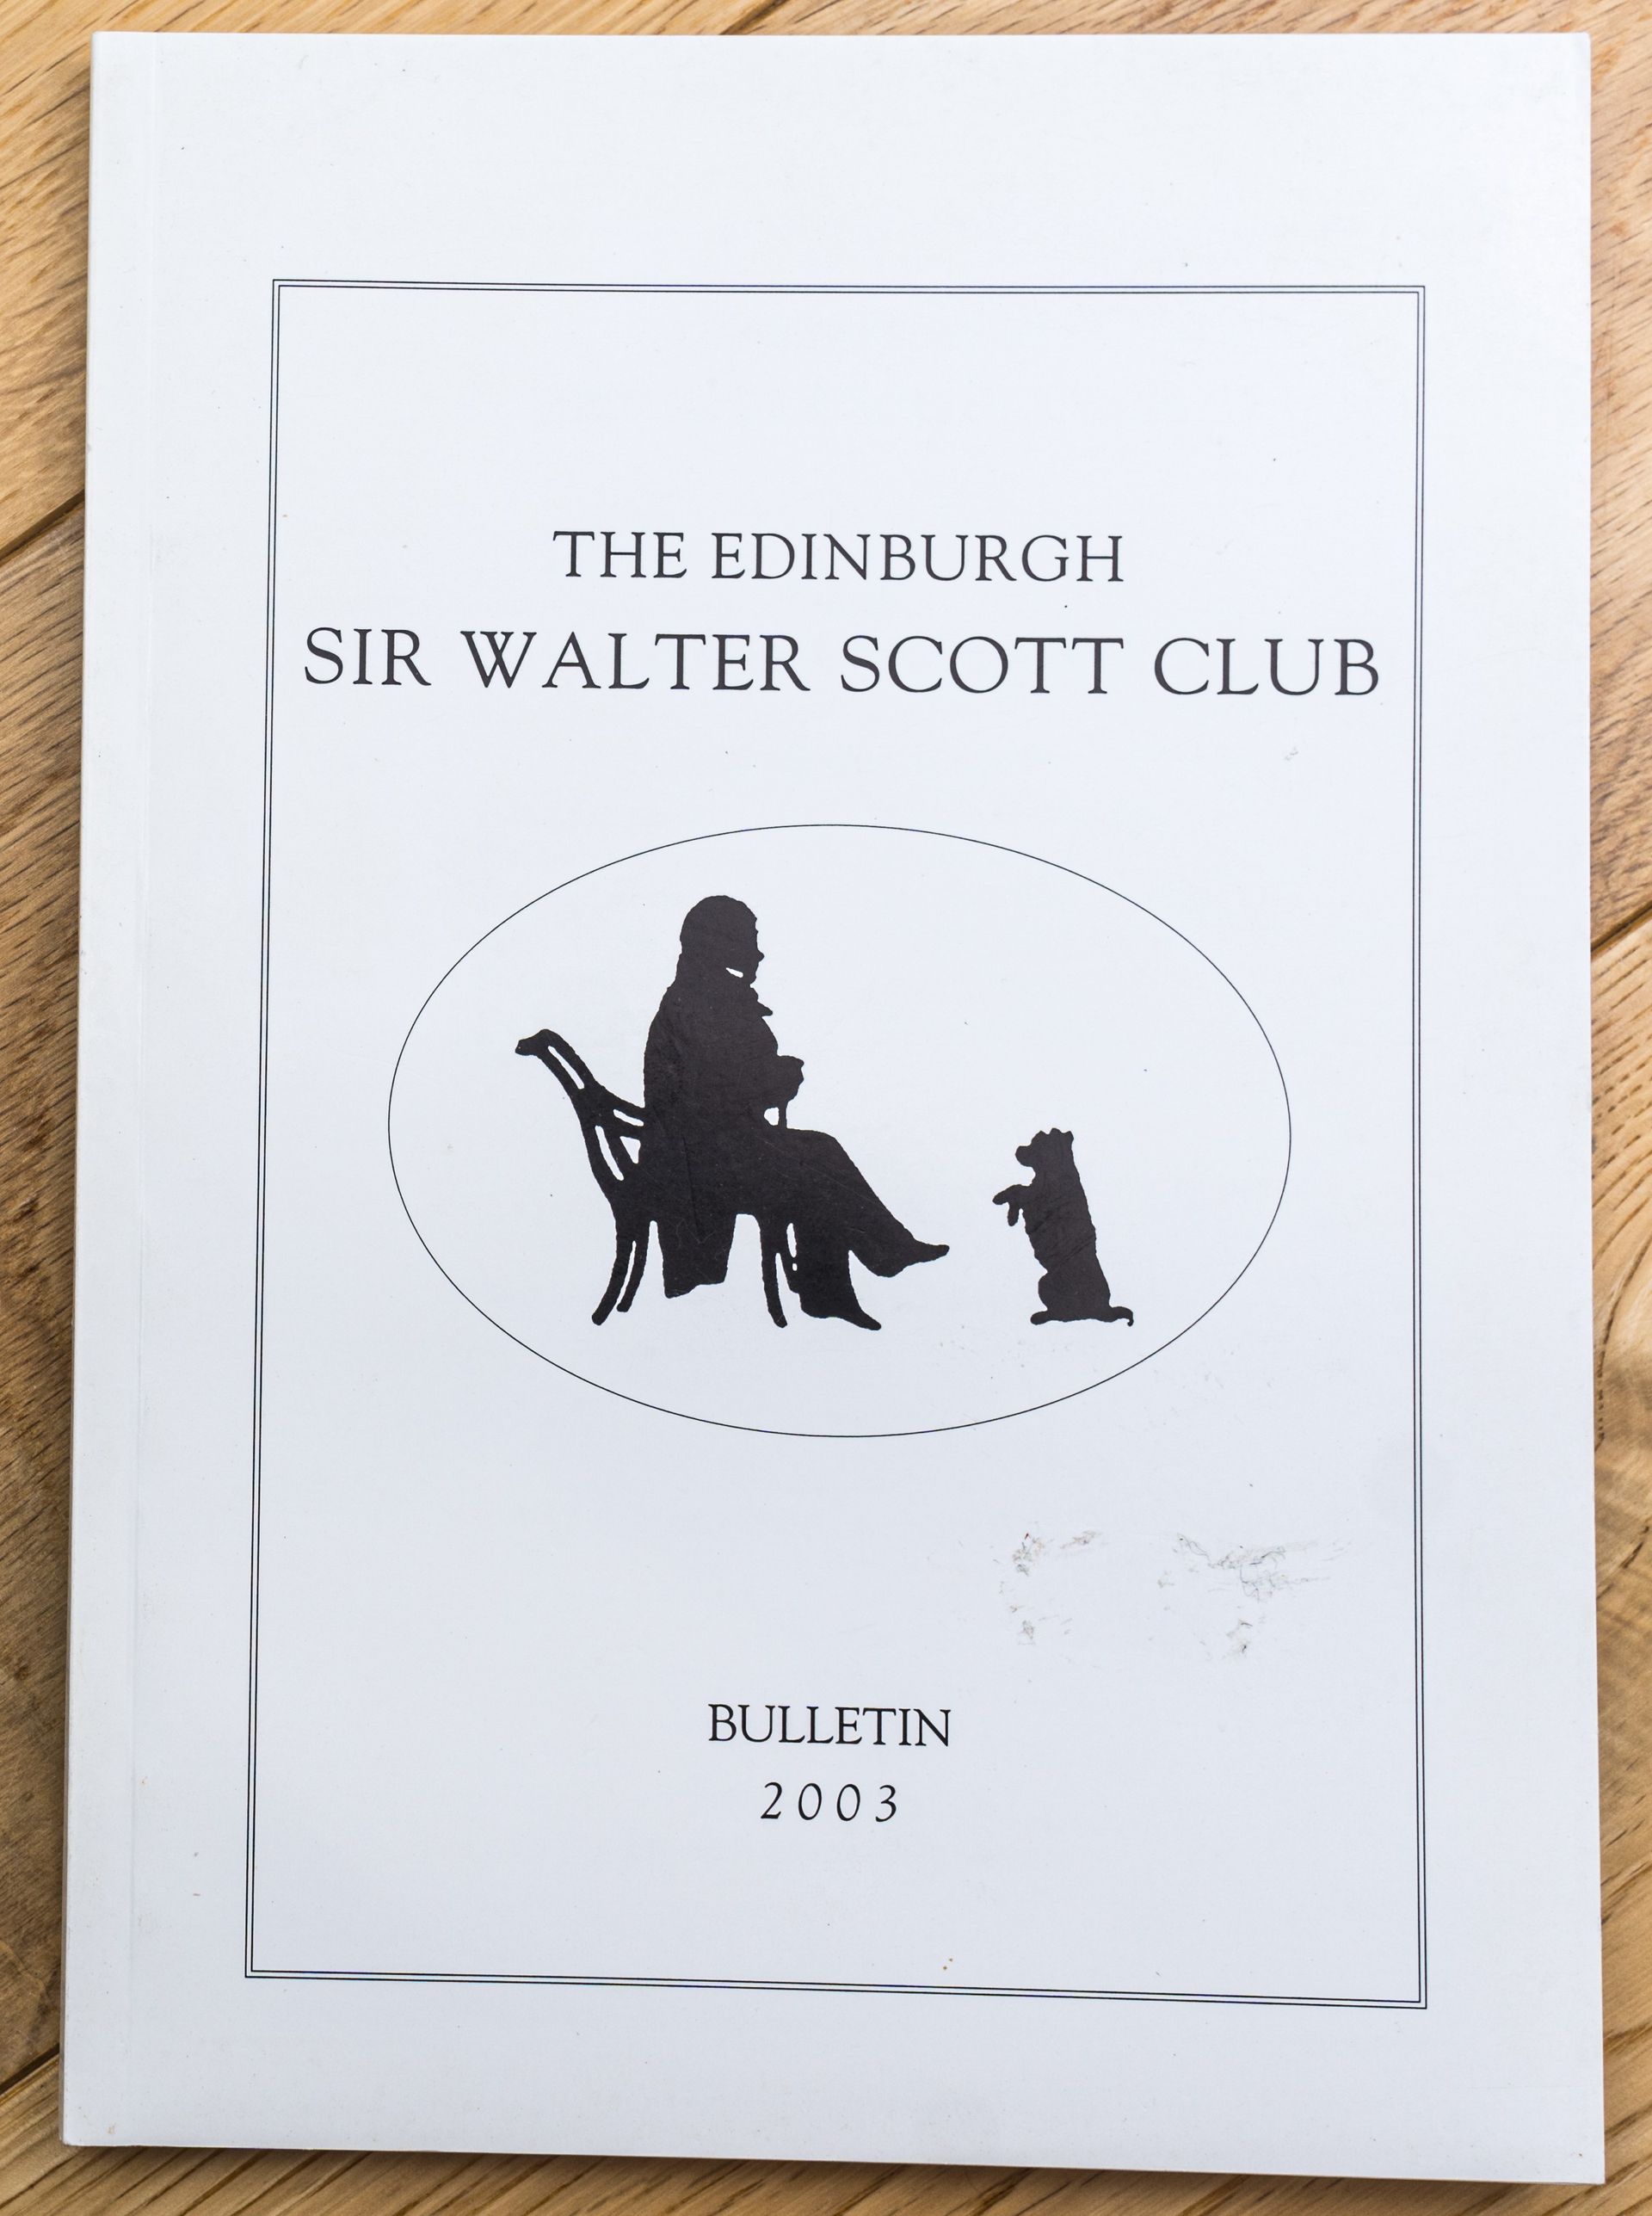 THE EDINBURGH
SIR WALTER SCOTT CLUB
BULLETIN
2003